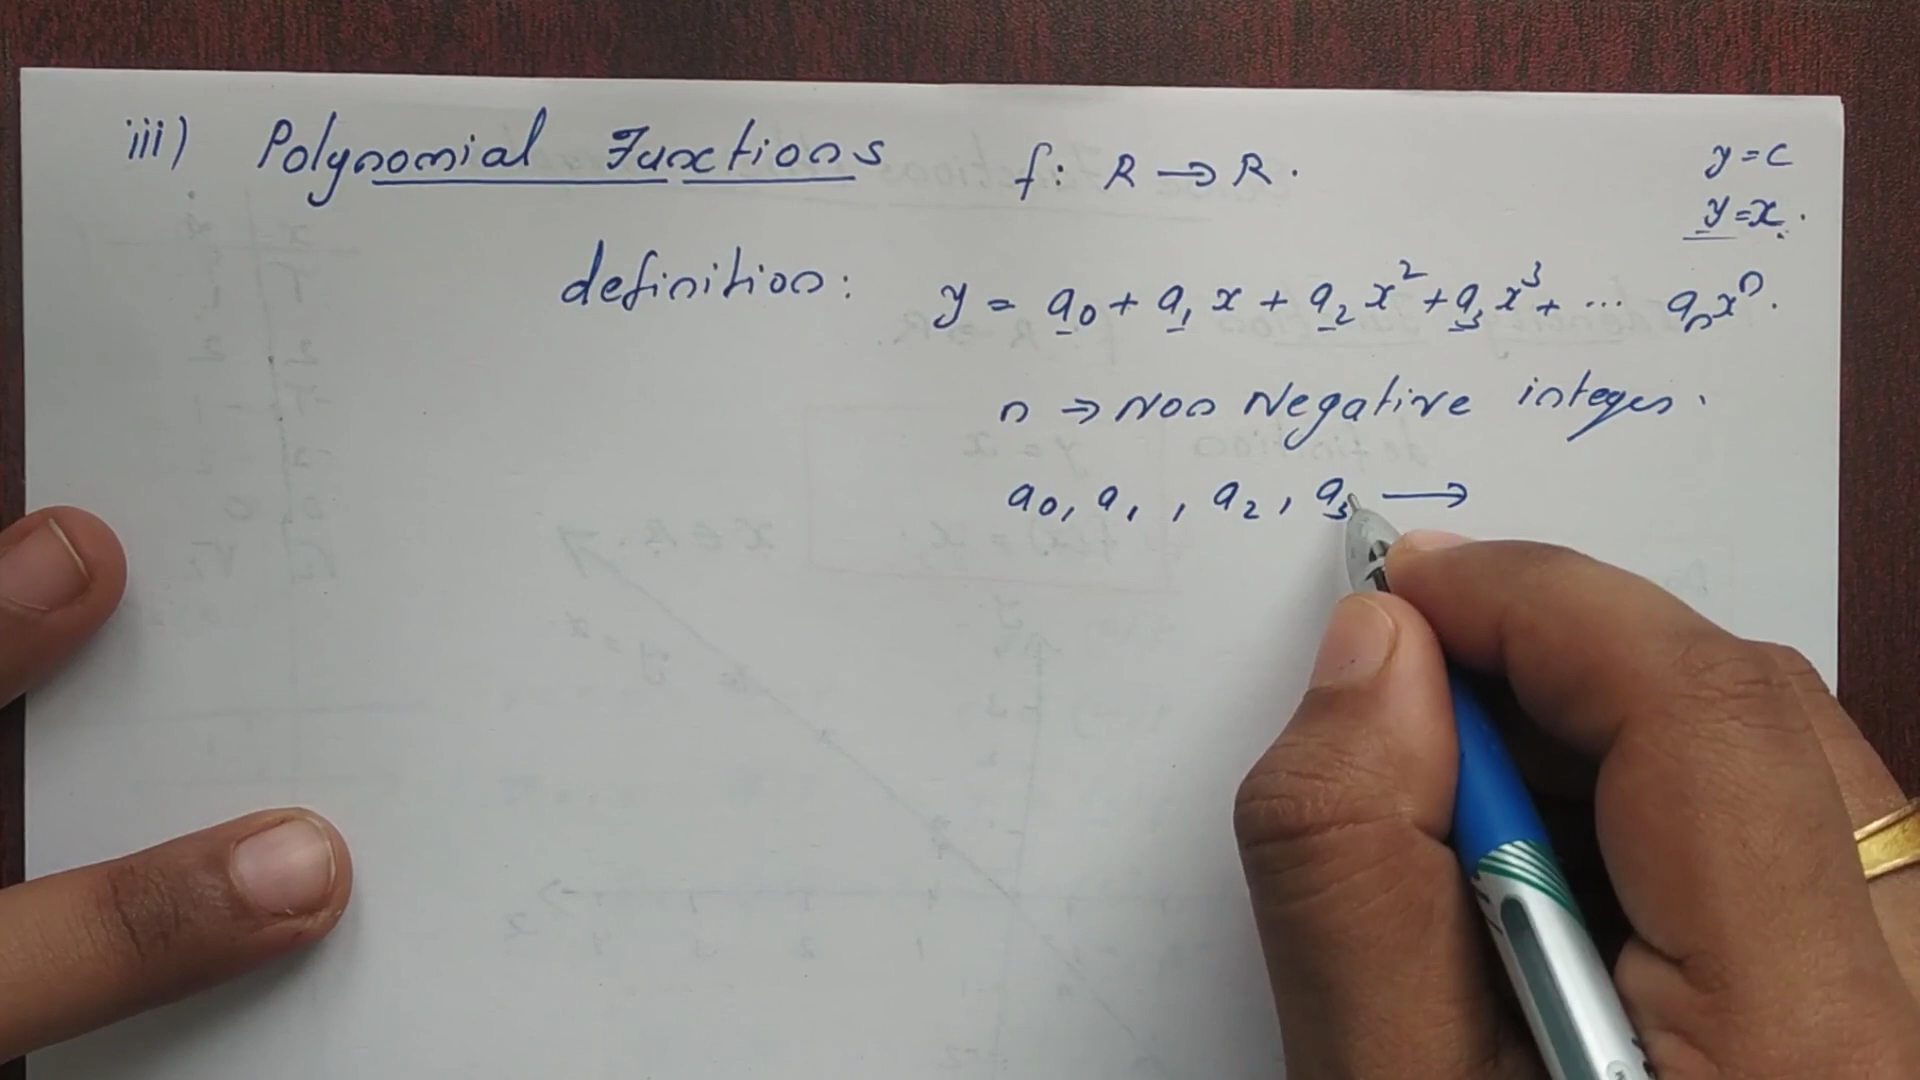 iii) Polynomial Functions f: R → R.
y = c
y = x.
definition: y = a₀ + a₁ x + a₂ x² + a₃ x³ + ... aₙxⁿ.
n ⇒ Non Negative integer.
a₀, a₁, a₂, a₃ →